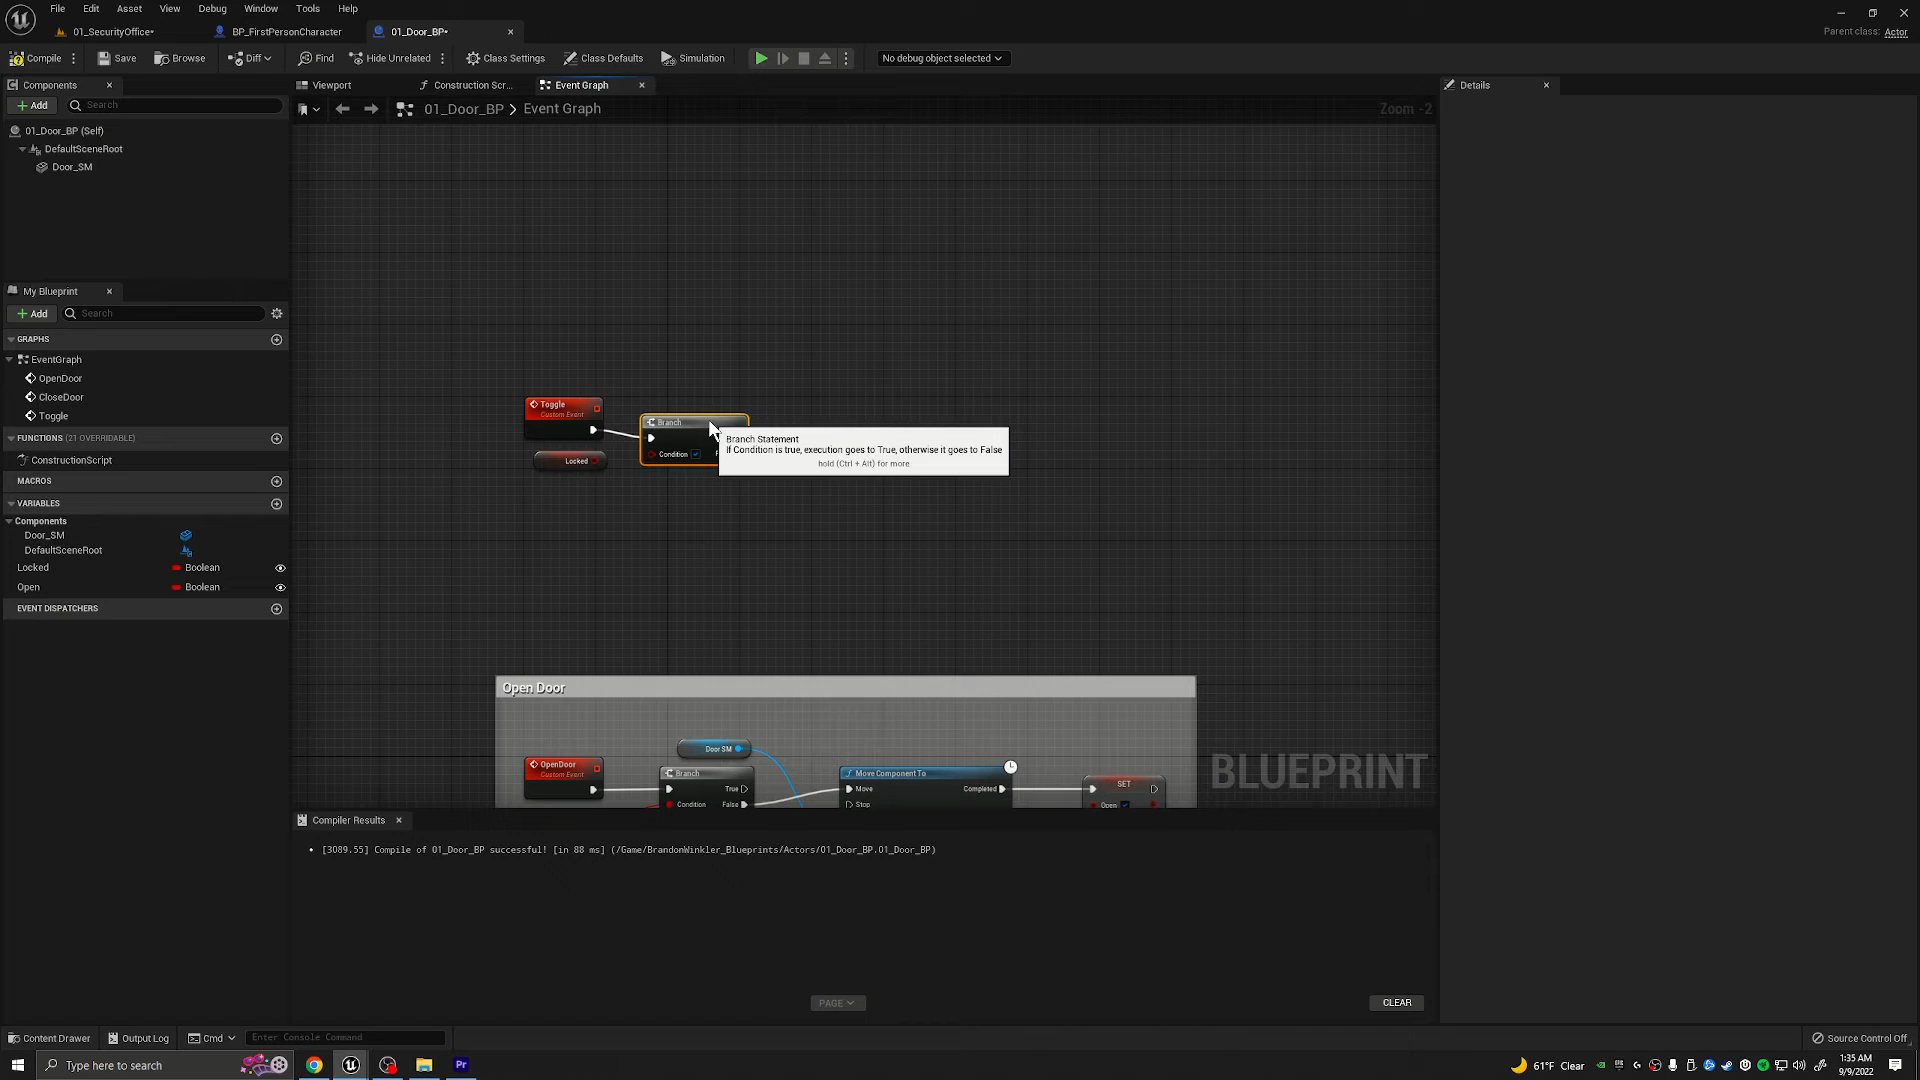 File Edit Asset View Debug Window Tools Help
01_SecurityOffice* BP_FirstPersonCharacter 01_Door_BP*
Parent class: Actor
Compile Save Browse Diff Find Hide Unrelated Class Settings Class Defaults Simulation No debug object selected
Components
Viewport Construction Scr... Event Graph
Details
Add Search
01_Door_BP > Event Graph
Zoom -2
01_Door_BP (Self)
DefaultSceneRoot
Door_SM
My Blueprint
Add Search
GRAPHS
EventGraph
OpenDoor
CloseDoor
Toggle
FUNCTIONS (21 OVERRIDABLE)
ConstructionScript
MACROS
VARIABLES
Components
Door_SM
DefaultSceneRoot
Locked Boolean
Open Boolean
EVENT DISPATCHERS
Toggle
Custom Event
Locked
Branch
Condition
Branch Statement
If Condition is true, execution goes to True, otherwise it goes to False
hold (Ctrl + Alt) for more
Open Door
Door SM
OpenDoor
Custom Event
Branch
True
Condition False
Move Component To
Move Completed
Stop
SET
Open
BLUEPRINT
Compiler Results
[3089.55] Compile of 01_Door_BP successful! [in 88 ms] (/Game/BrandonWinkler_Blueprints/Actors/01_Door_BP.01_Door_BP)
PAGE
CLEAR
Content Drawer Output Log Cmd Enter Console Command
Source Control Off
Type here to search
Pr
61°F Clear
1:35 AM
9/9/2022